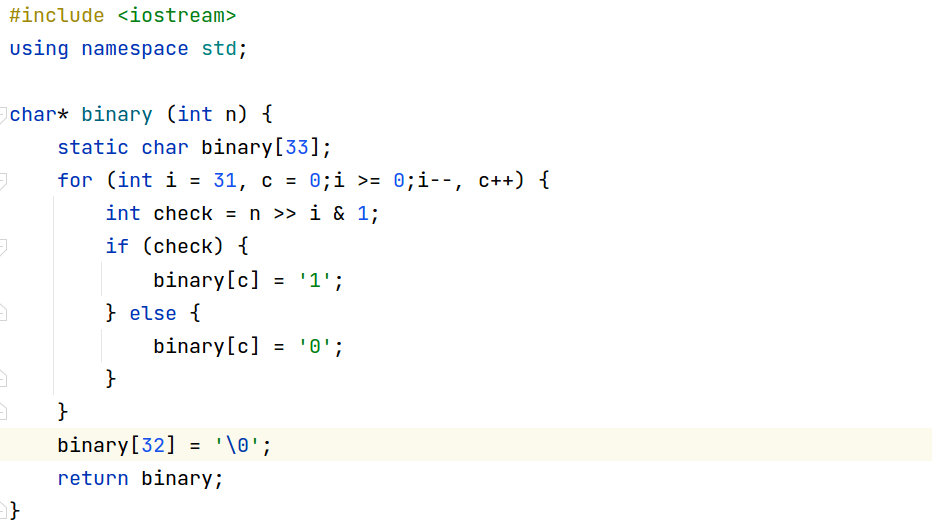 #include <iostream>
using namespace std;
char* binary (int n) {
    static char binary[33];
    for (int i = 31, c = 0;i >= 0;i--, c++) {
        int check = n >> i & 1;
        if (check) {
            binary[c] = '1';
        } else {
            binary[c] = '0';
        }
    }
    binary[32] = '\0';
    return binary;
}